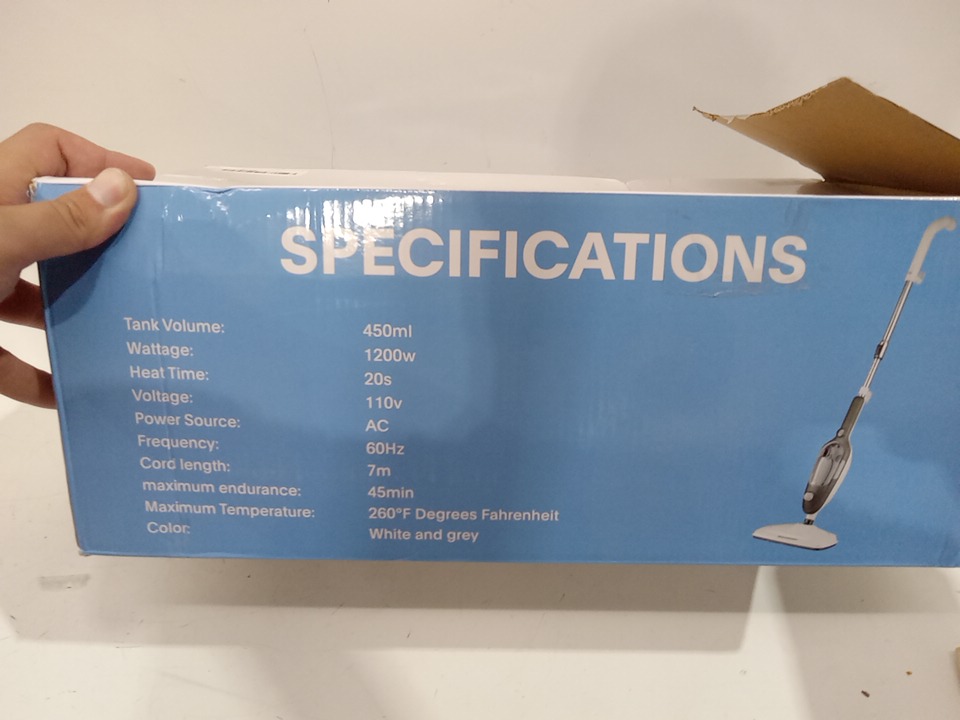 SPECIFICATIONS
Tank Volume: 450ml
Wattage: 1200w
Heat Time: 20s
Voltage: 110v
Power Source: AC
Frequency: 60Hz
Cord length: 7m
maximum endurance: 45min
Maximum Temperature: 260°F Degrees Fahrenheit
Color: White and grey